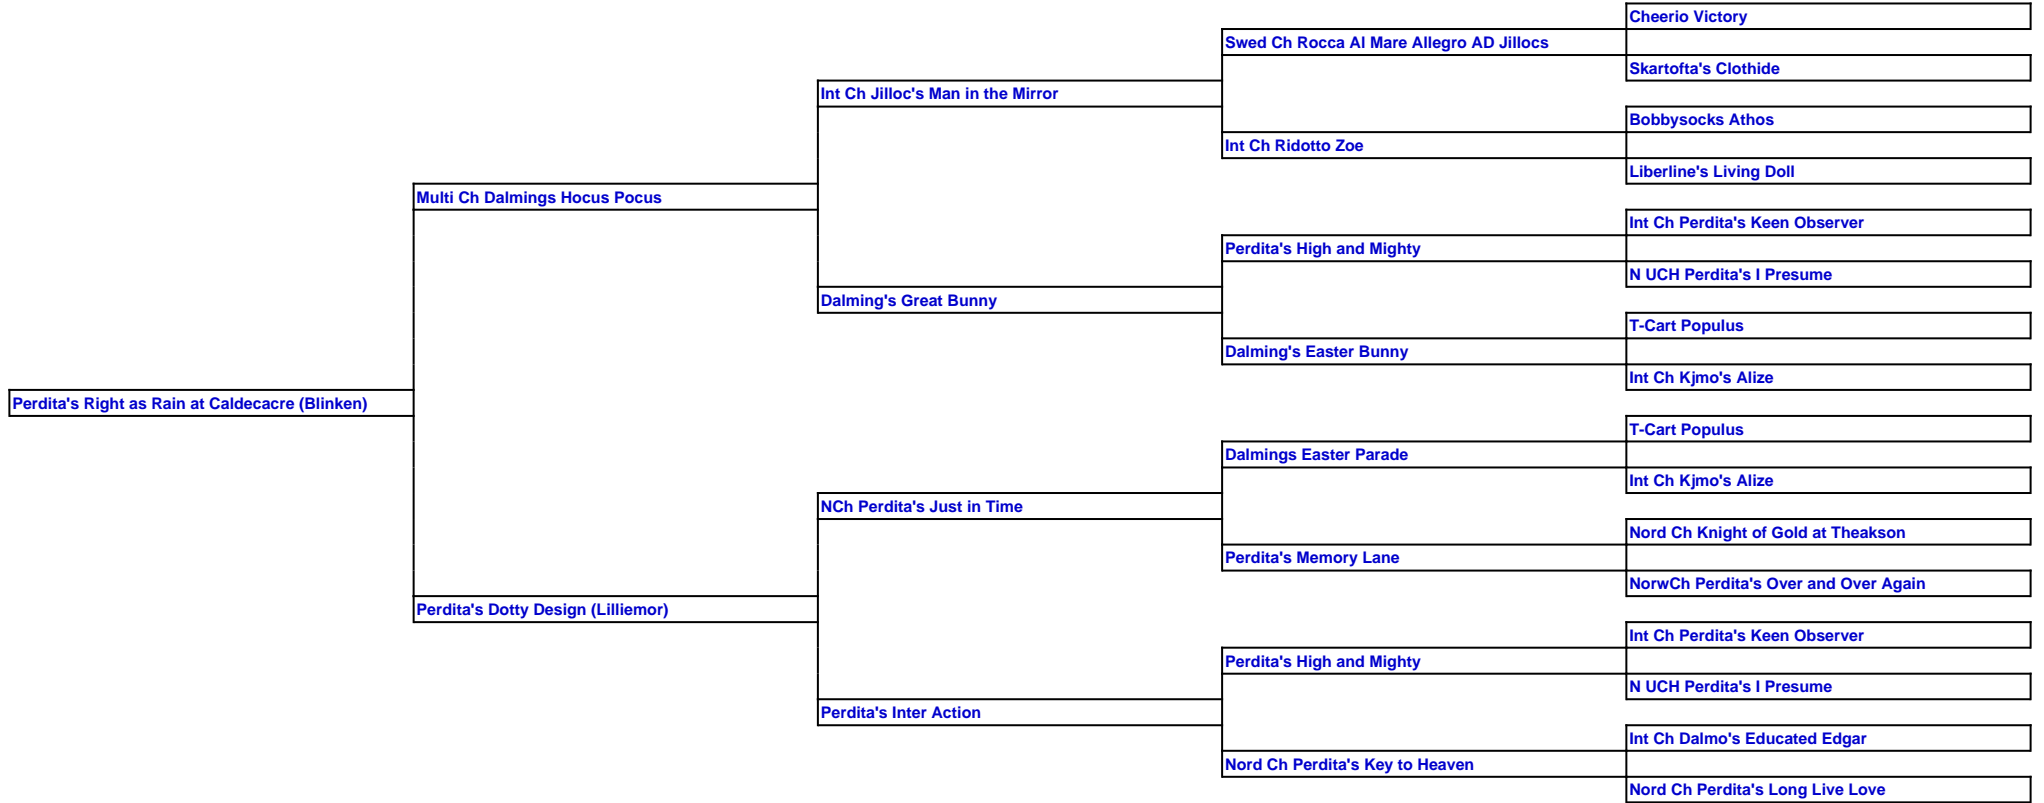 Cheerio Victory
Swed Ch Rocca Al Mare Allegro AD Jillocs
Skartofta's Clothide
Int Ch Jilloc's Man in the Mirror
Bobbysocks Athos
Int Ch Ridotto Zoe
Liberline's Living Doll
Multi Ch Dalmings Hocus Pocus
Int Ch Perdita's Keen Observer
Perdita's High and Mighty
N UCH Perdita's I Presume
Dalming's Great Bunny
T-Cart Populus
Dalming's Easter Bunny
Int Ch Kjmo's Alize
Perdita's Right as Rain at Caldecacre (Blinken)
T-Cart Populus
Dalmings Easter Parade
Int Ch Kjmo's Alize
NCh Perdita's Just in Time
Nord Ch Knight of Gold at Theakson
Perdita's Memory Lane
NorwCh Perdita's Over and Over Again
Perdita's Dotty Design (Lilliemor)
Int Ch Perdita's Keen Observer
Perdita's High and Mighty
N UCH Perdita's I Presume
Perdita's Inter Action
Int Ch Dalmo's Educated Edgar
Nord Ch Perdita's Key to Heaven
Nord Ch Perdita's Long Live Love